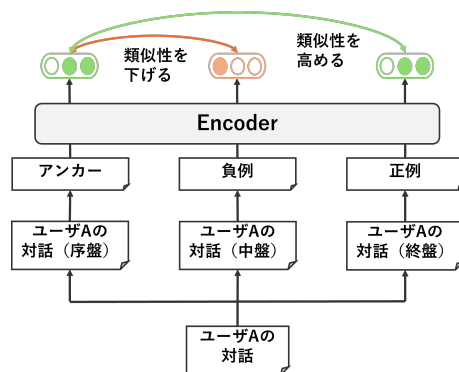 類似性を
下げる
類似性を
高める
Encoder
アンカー
負例
正例
ユーザAの
対話（序盤）
ユーザAの
対話（中盤）
ユーザAの
対話（終盤）
ユーザAの
対話